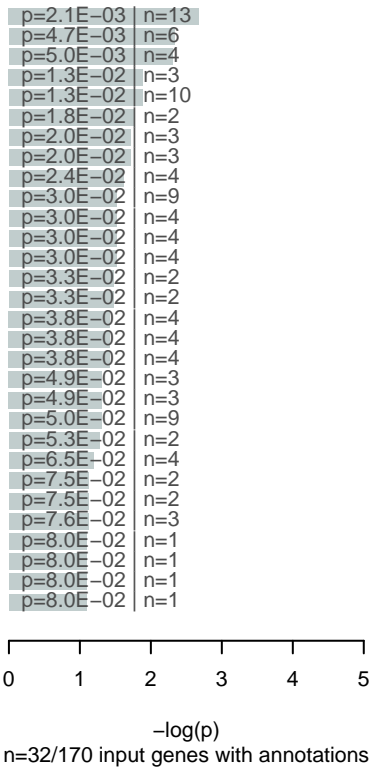 p=2.1E−03 n=13
p=4.7E−03 n=6
p=5.0E−03 n=4
p=1.3E−02 n=3
p=1.3E−02 n=10
p=1.8E−02 n=2
p=2.0E−02 n=3
p=2.0E−02 n=3
p=2.4E−02 n=4
p=3.0E−02 n=9
p=3.0E−02 n=4
p=3.0E−02 n=4
p=3.0E−02 n=4
p=3.3E−02 n=2
p=3.3E−02 n=2
p=3.8E−02 n=4
p=3.8E−02 n=4
p=3.8E−02 n=4
p=4.9E−02 n=3
p=4.9E−02 n=3
p=5.0E−02 n=9
p=5.3E−02 n=2
p=6.5E−02 n=4
p=7.5E−02 n=2
p=7.5E−02 n=2
p=7.6E−02 n=3
p=8.0E−02 n=1
p=8.0E−02 n=1
p=8.0E−02 n=1
p=8.0E−02 n=1
0 1 2 3 4 5
−log(p)
n=32/170 input genes with annotations